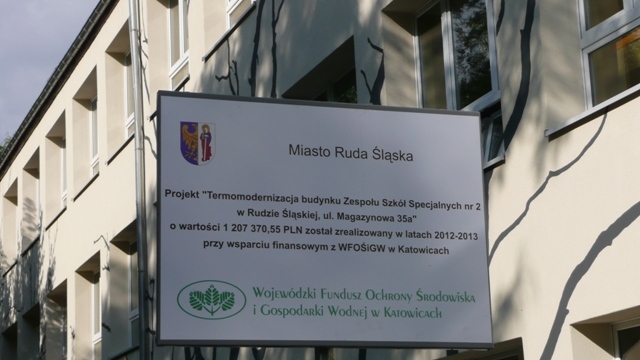 Miasto Ruda Śląska
Projekt "Termomodernizacja budynku Zespołu Szkół Specjalnych nr 2
w Rudzie Śląskiej, ul. Magazynowa 35a"
o wartości 1 207 370,55 PLN został zrealizowany w latach 2012-2013
przy wsparciu finansowym z WFOŚiGW w Katowicach
Wojewódzki Fundusz Ochrony Środowiska
i Gospodarki Wodnej w Katowicach